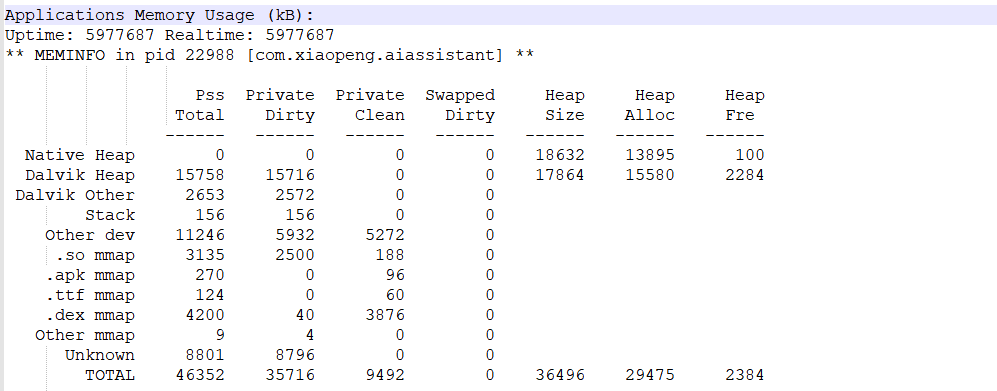 Applications Memory Usage (kB):
Uptime: 5977687 Realtime: 5977687
** MEMINFO in pid 22988 [com.xiaopeng.aiassistant] **
Pss Private Private Swapped Heap Heap Heap
Total Dirty Clean Dirty Size Alloc Fre
------ ------ ------ ------ ------ ------ ------
Native Heap 0 0 0 0 18632 13895 100
Dalvik Heap 15758 15716 0 0 17864 15580 2284
Dalvik Other 2653 2572 0 0
Stack 156 156 0 0
Other dev 11246 5932 5272 0
.so mmap 3135 2500 188 0
.apk mmap 270 0 96 0
.ttf mmap 124 0 60 0
.dex mmap 4200 40 3876 0
Other mmap 9 4 0 0
Unknown 8801 8796 0 0
TOTAL 46352 35716 9492 0 36496 29475 2384